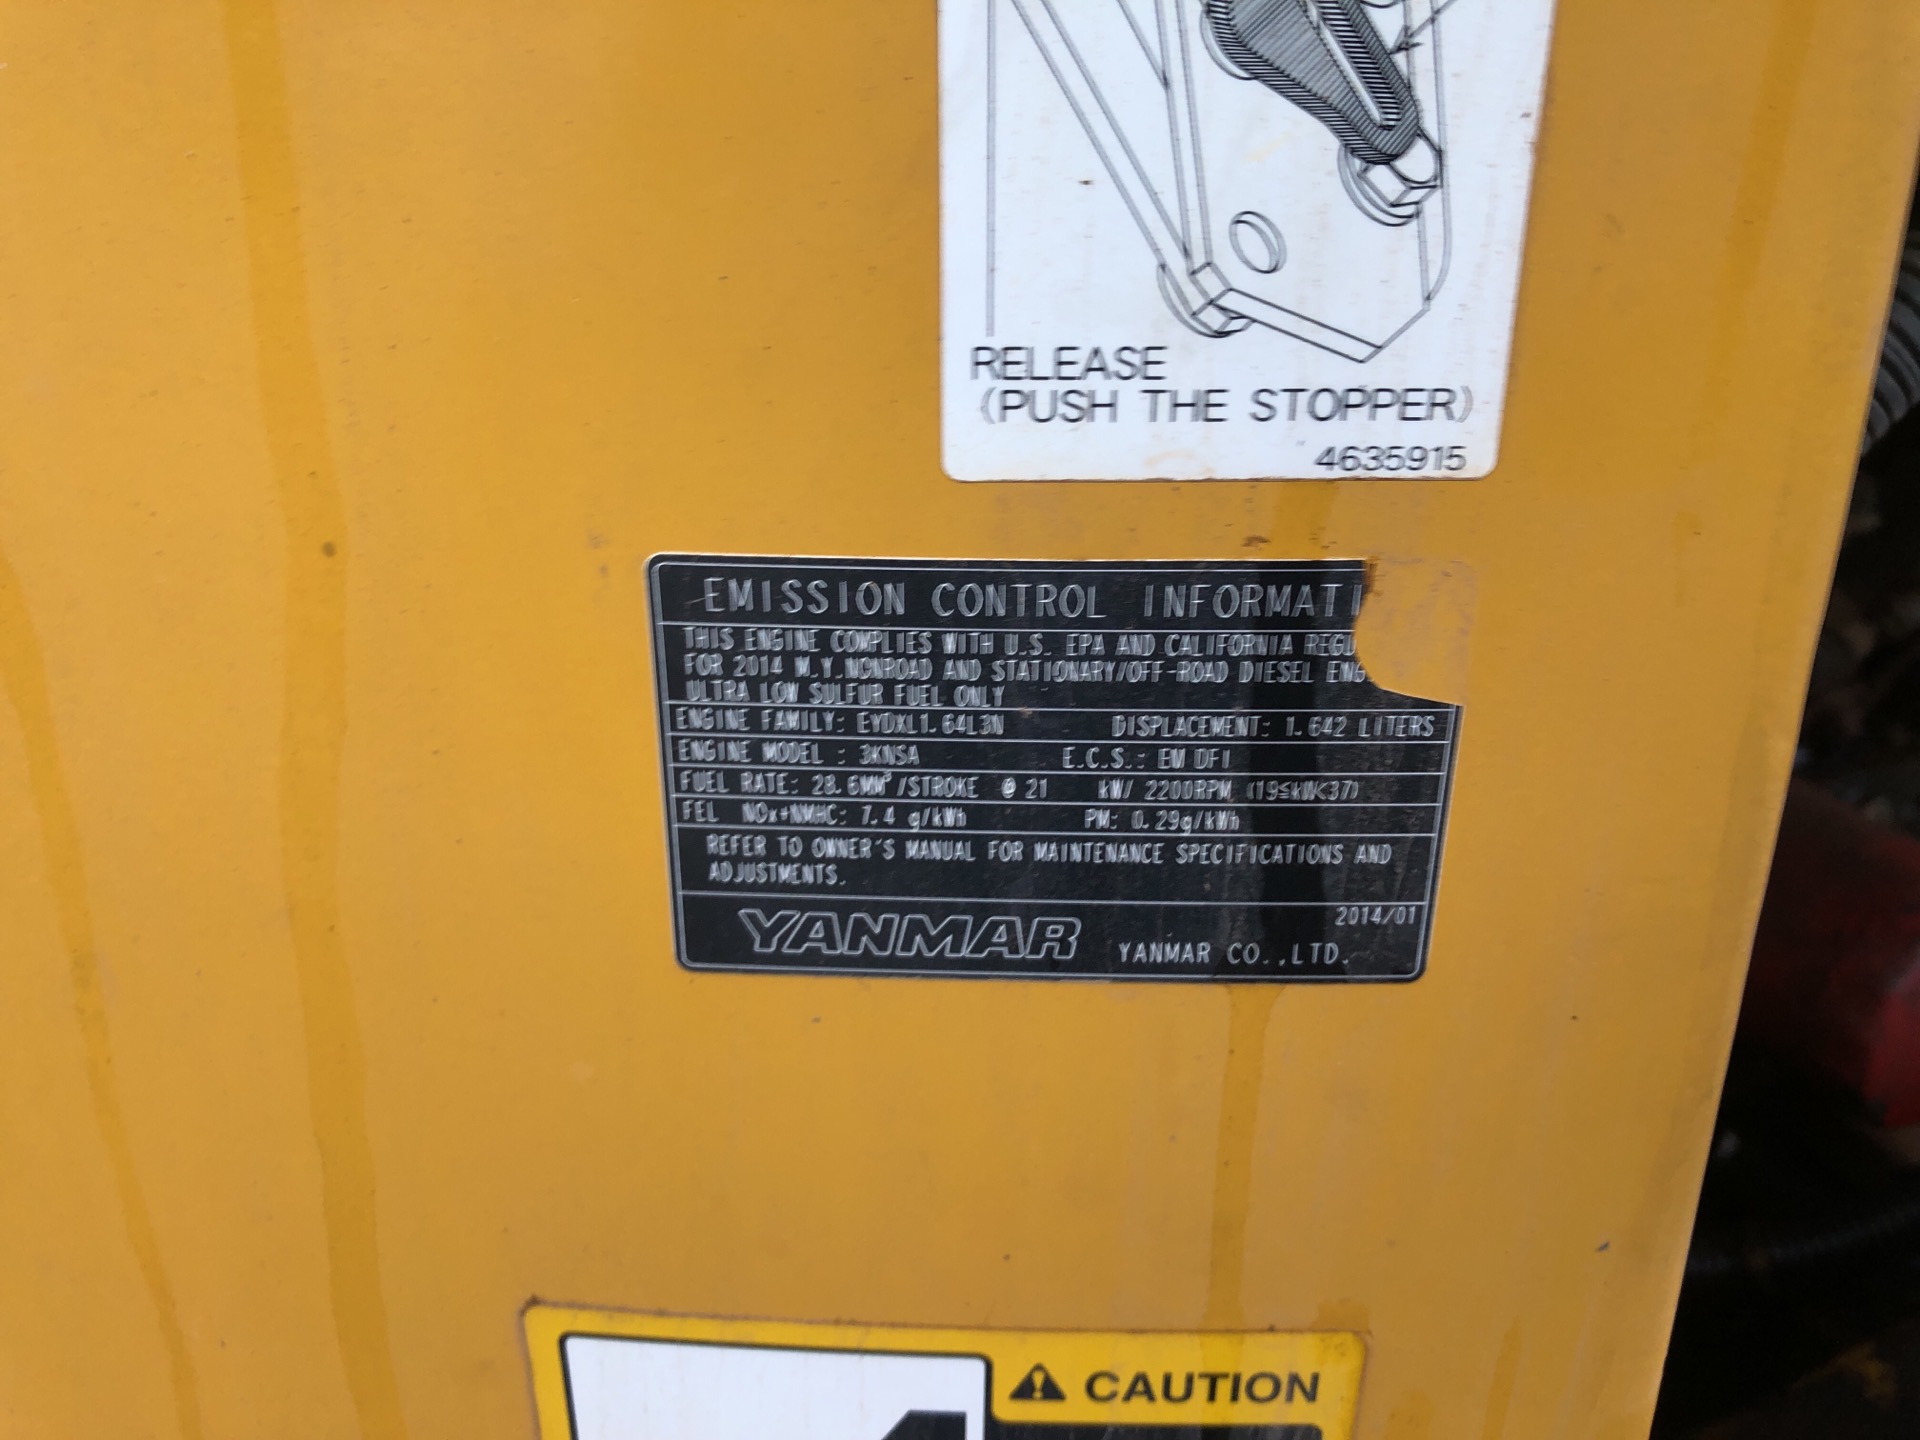 RELEASE
(PUSH THE STOPPER)
4635915
EMISSION CONTROL INFORMATI
THIS ENGINE COMPLIES WITH U.S. EPA AND CALIFORNIA REGU
FOR 2014 M.Y.NONROAD AND STATIONARY/OFF-ROAD DIESEL ENG
ULTRA LOW SULFUR FUEL ONLY
ENGINE FAMILY: EYDXL1.64L3N DISPLACEMENT: 1.642 LITERS
ENGINE MODEL : 3KNSA E.C.S.: EM DFI
FUEL RATE: 28.6MM³/STROKE @ 21 kW/ 2200RPM (19≤kW<37)
FEL NOx+NMHC: 7.4 g/kWh PM: 0.29g/kWh
REFER TO OWNER'S MANUAL FOR MAINTENANCE SPECIFICATIONS AND
ADJUSTMENTS.
2014/01
YANMAR YANMAR CO.,LTD.
CAUTION